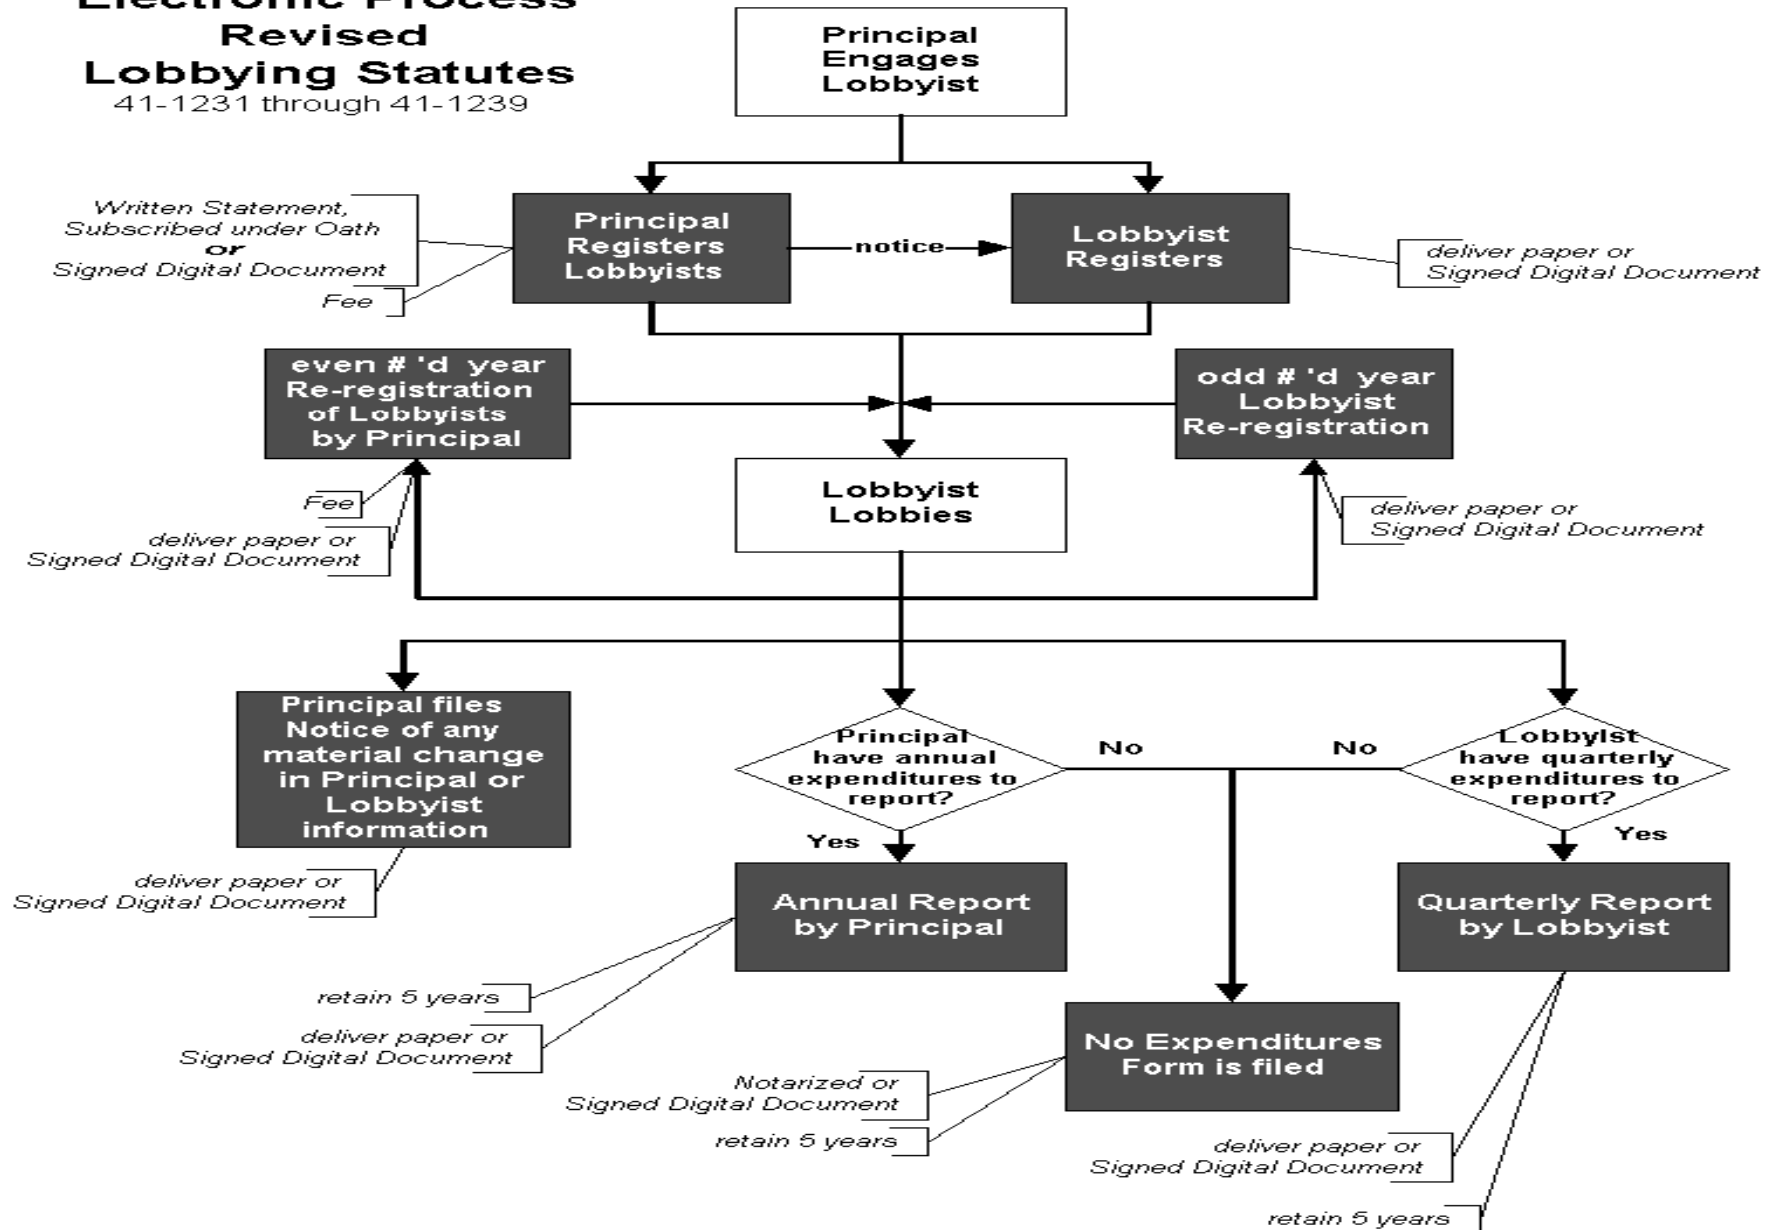 Electronic Process
Revised
Lobbying Statutes
41-1231 through 41-1239
Principal
Engages
Lobbyist
Written Statement,
Subscribed under Oath
or
Signed Digital Document
Fee
Principal
Registers
Lobbyists
notice
Lobbyist
Registers
deliver paper or
Signed Digital Document
even # 'd year
Re-registration
of Lobbyists
by Principal
odd # 'd year
Lobbyist
Re-registration
Fee
deliver paper or
Signed Digital Document
Lobbyist
Lobbies
deliver paper or
Signed Digital Document
Principal files
Notice of any
material change
in Principal or
Lobbyist
information
Principal
have annual
expenditures to
report?
No
No
Lobbyist
have quarterly
expenditures to
report?
Yes
Yes
deliver paper or
Signed Digital Document
Annual Report
by Principal
Quarterly Report
by Lobbyist
retain 5 years
deliver paper or
Signed Digital Document
No Expenditures
Form is filed
Notarized or
Signed Digital Document
retain 5 years
deliver paper or
Signed Digital Document
retain 5 years